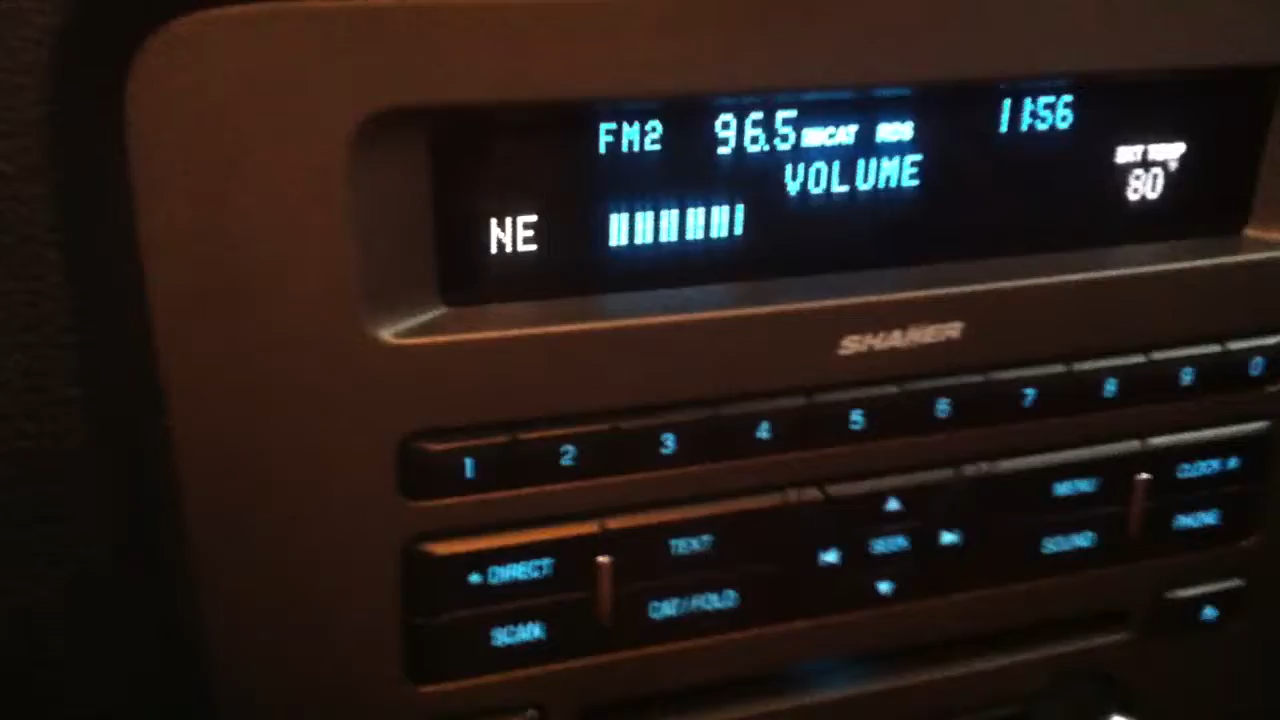 FM2 96.5 RDS 11:56
VOLUME
80°
NE
SHAKER
1 2 3 4 5 6 7 8 9 0
MENU CLOCK
TEXT SEEK SOUND PHONE
DIRECT
CAT/FOLD
SCAN